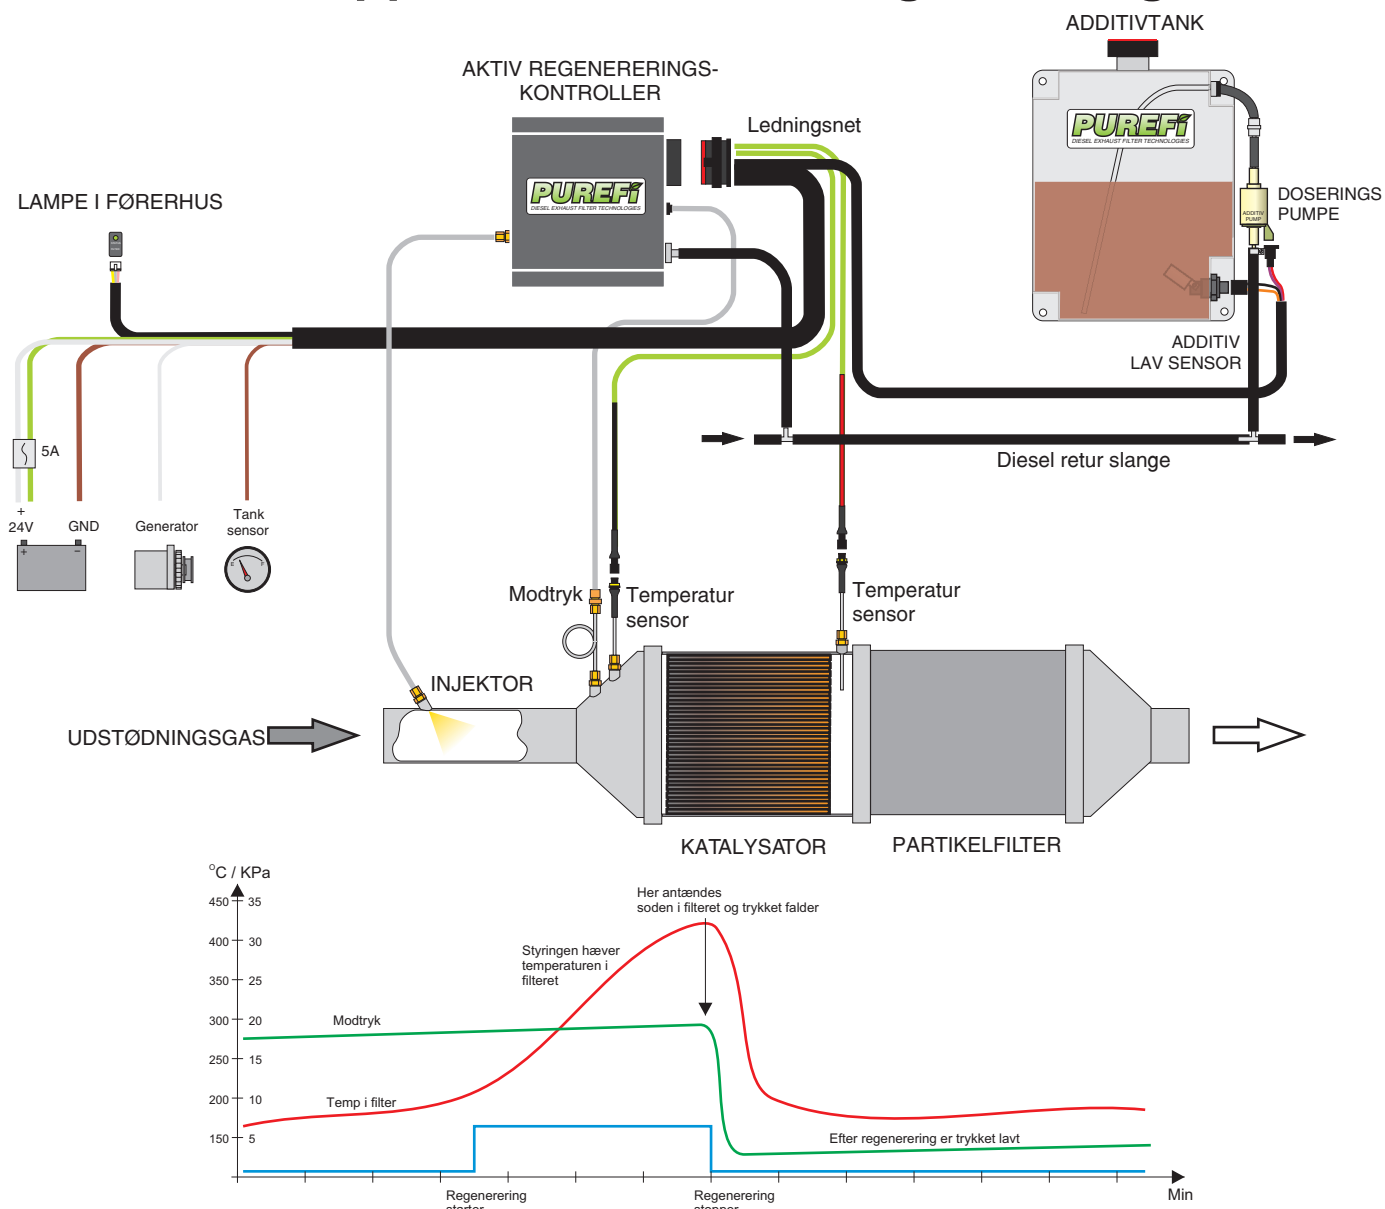 ADDITIVTANK
AKTIV REGENERERINGS-
KONTROLLER
Ledningsnet
PUREFi
DIESEL EXHAUST FILTER TECHNOLOGIES
PUREFi
DIESEL EXHAUST FILTER TECHNOLOGIES
LAMPE I FØRERHUS
DOSERINGS
PUMPE
ADDITIV
PUMP
ADDITIV
LAV SENSOR
5A
Diesel retur slange
+
24V
GND
Generator
Tank
sensor
+
−
E
F
Modtryk
Temperatur
sensor
Temperatur
sensor
INJEKTOR
UDSTØDNINGSGAS
KATALYSATOR
PARTIKELFILTER
°C / KPa
450 35
400 30
350 25
300 20
250 15
200 10
150 5
Her antændes
soden i filteret og trykket falder
Styringen hæver
temperaturen i
filteret
Modtryk
Temp i filter
Efter regenerering er trykket lavt
Min
Regenerering
starter
Regenerering
stopper